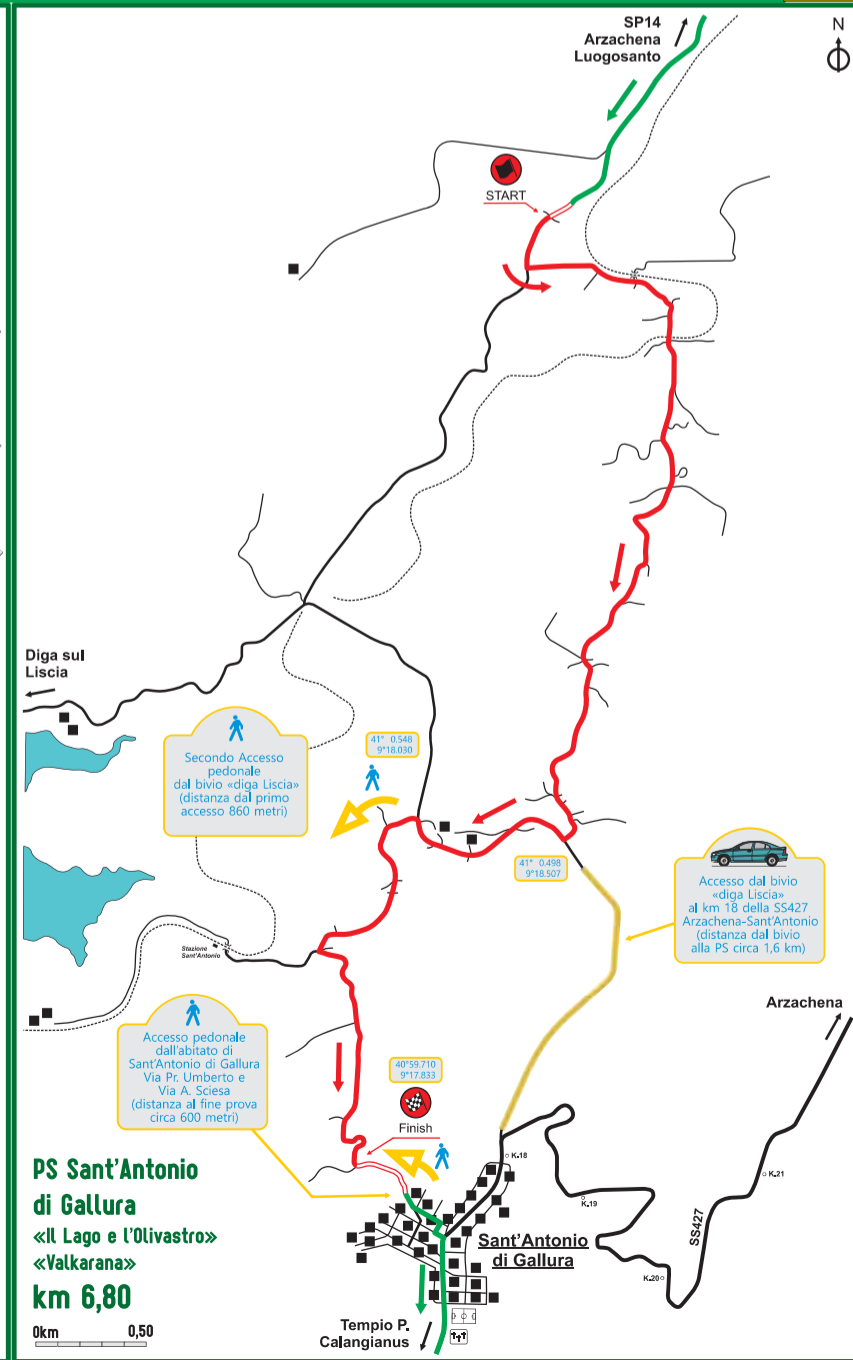 SP14
Arzachena
Luogosanto
N
START
Diga sul
Liscia
Secondo Accesso
pedonale
dal bivio «diga Liscia»
(distanza dal primo
accesso 860 metri)
41° 0.548
9°18.030
41° 0.498
9°18.507
Accesso dal bivio
«diga Liscia»
al km 18 della SS427
Arzachena-Sant'Antonio
(distanza dal bivio
alla PS circa 1,6 km)
Stazione
Sant'Antonio
Arzachena
Accesso pedonale
dall'abitato di
Sant'Antonio di Gallura
Via Pr. Umberto e
Via A. Sciesa
(distanza al fine prova
circa 600 metri)
40°59.710
9°17.833
Finish
K.18
K.19
K.20
K.21
SS427
PS Sant'Antonio
di Gallura
«Il Lago e l'Olivastro»
«Valkarana»
km 6,80
0km 0,50
Sant'Antonio
di Gallura
Tempio P.
Calangianus